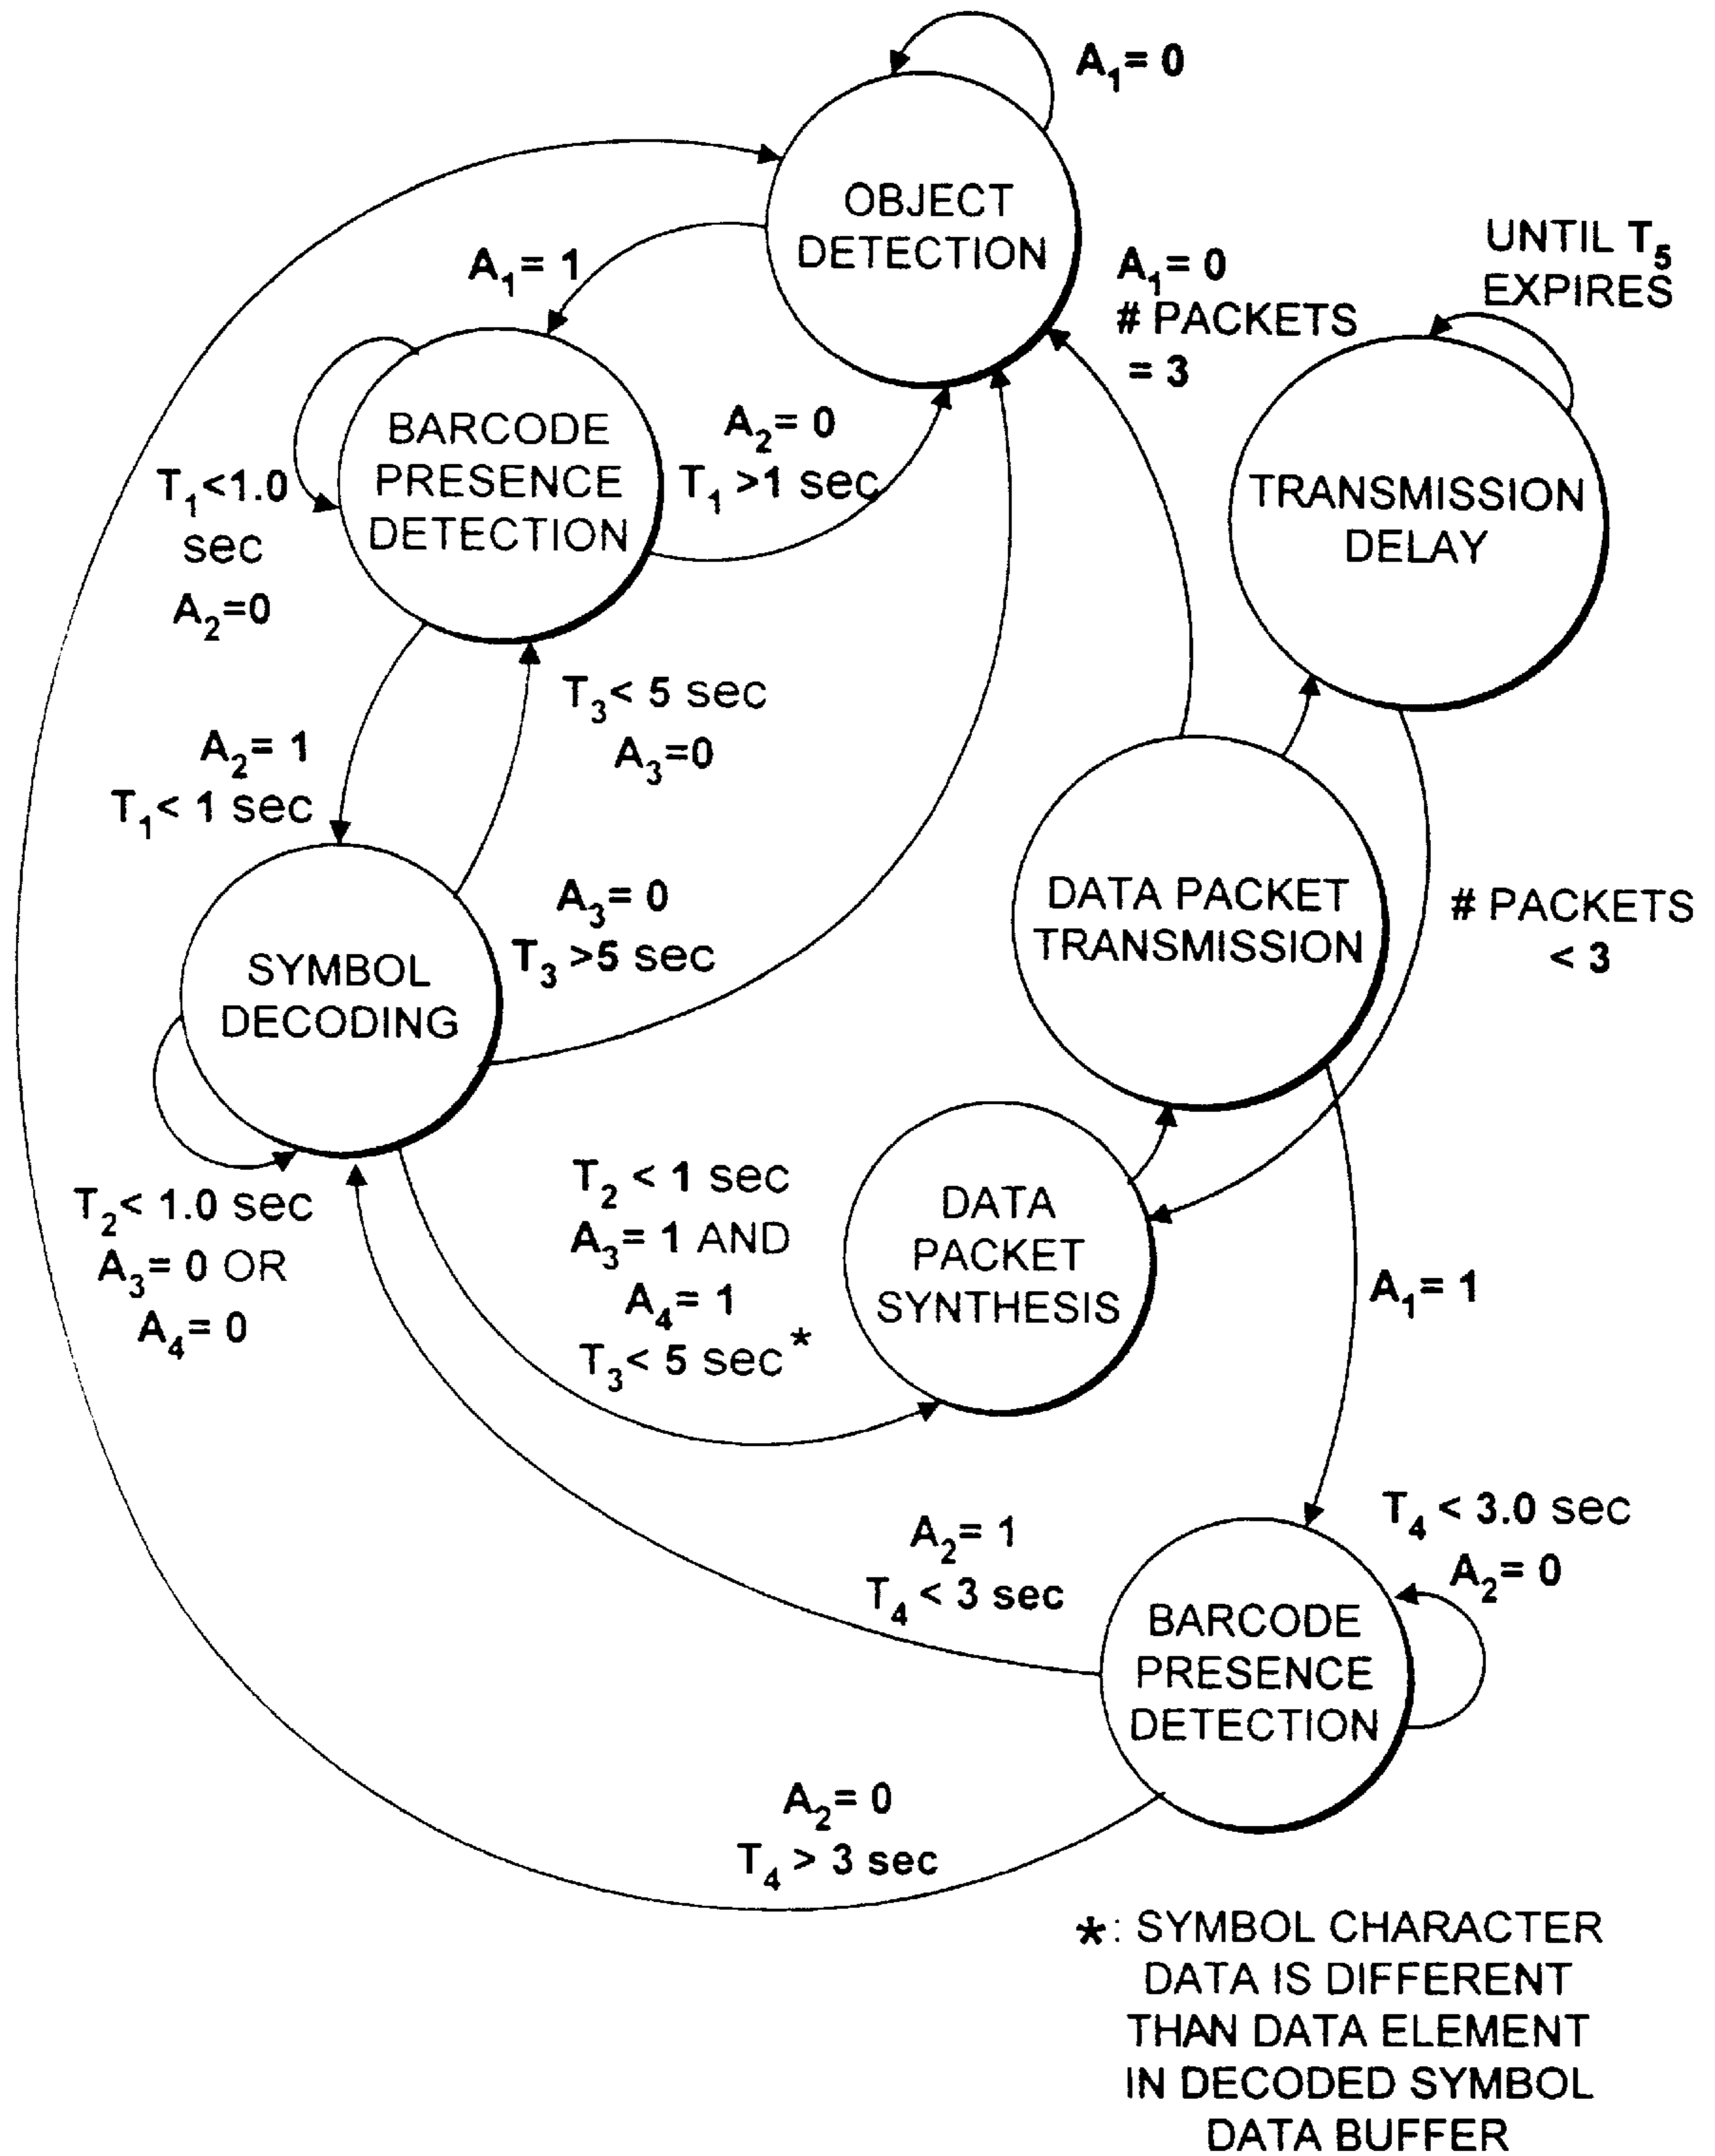 A₁= 0
OBJECT
DETECTION
A₁= 1
A₁= 0
# PACKETS
= 3
UNTIL T₅
EXPIRES
BARCODE
PRESENCE
DETECTION
A₂= 0
T₁ >1 sec
T₁<1.0
sec
A₂=0
TRANSMISSION
DELAY
T₃< 5 sec
A₃=0
A₂= 1
T₁< 1 sec
DATA PACKET
TRANSMISSION
# PACKETS
< 3
A₃= 0
T₃ >5 sec
SYMBOL
DECODING
T₂< 1.0 sec
A₃= 0 OR
A₄= 0
T₂ < 1 sec
A₃= 1 AND
A₄= 1
T₃< 5 sec*
DATA
PACKET
SYNTHESIS
A₁= 1
A₂= 1
T₄ < 3 sec
T₄ < 3.0 sec
A₂= 0
BARCODE
PRESENCE
DETECTION
A₂= 0
T₄ > 3 sec
*: SYMBOL CHARACTER
DATA IS DIFFERENT
THAN DATA ELEMENT
IN DECODED SYMBOL
DATA BUFFER